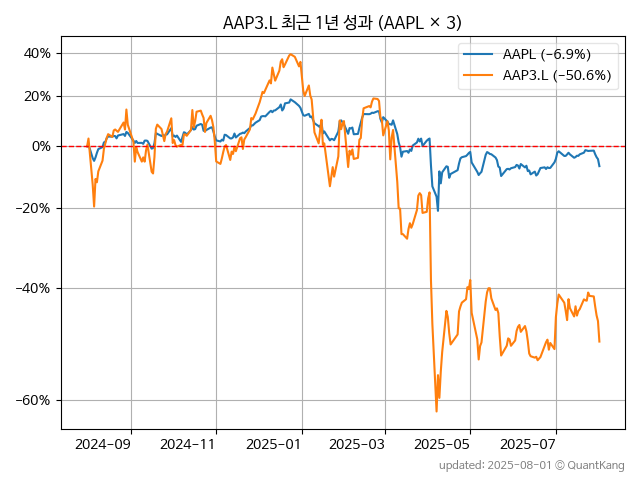 AAP3.L 최근 1년 성과 (AAPL × 3)
AAPL (−6.9%)
AAP3.L (−50.6%)
40%
20%
0%
−20%
−40%
−60%
2024−09 2024−11 2025−01 2025−03 2025−05 2025−07
updated: 2025-08-01 © QuantKang